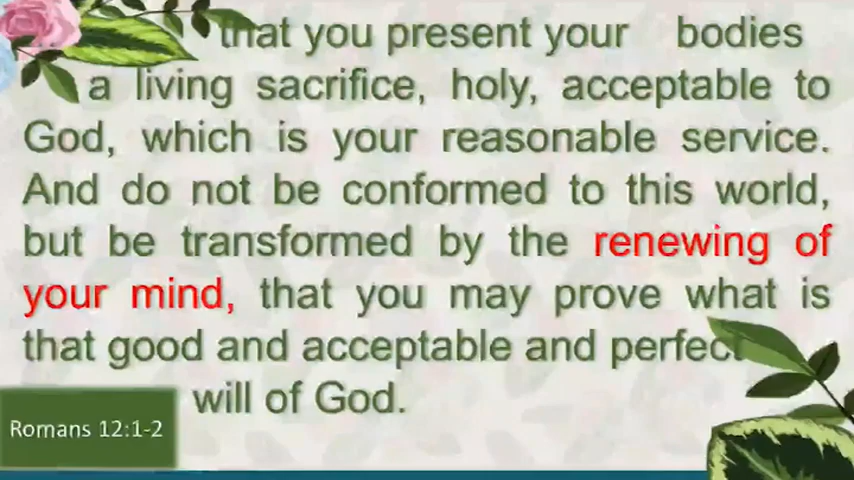 that you present your bodies
a living sacrifice, holy, acceptable to
God, which is your reasonable service.
And do not be conformed to this world,
but be transformed by the renewing of
your mind, that you may prove what is
that good and acceptable and perfect
will of God.
Romans 12:1-2